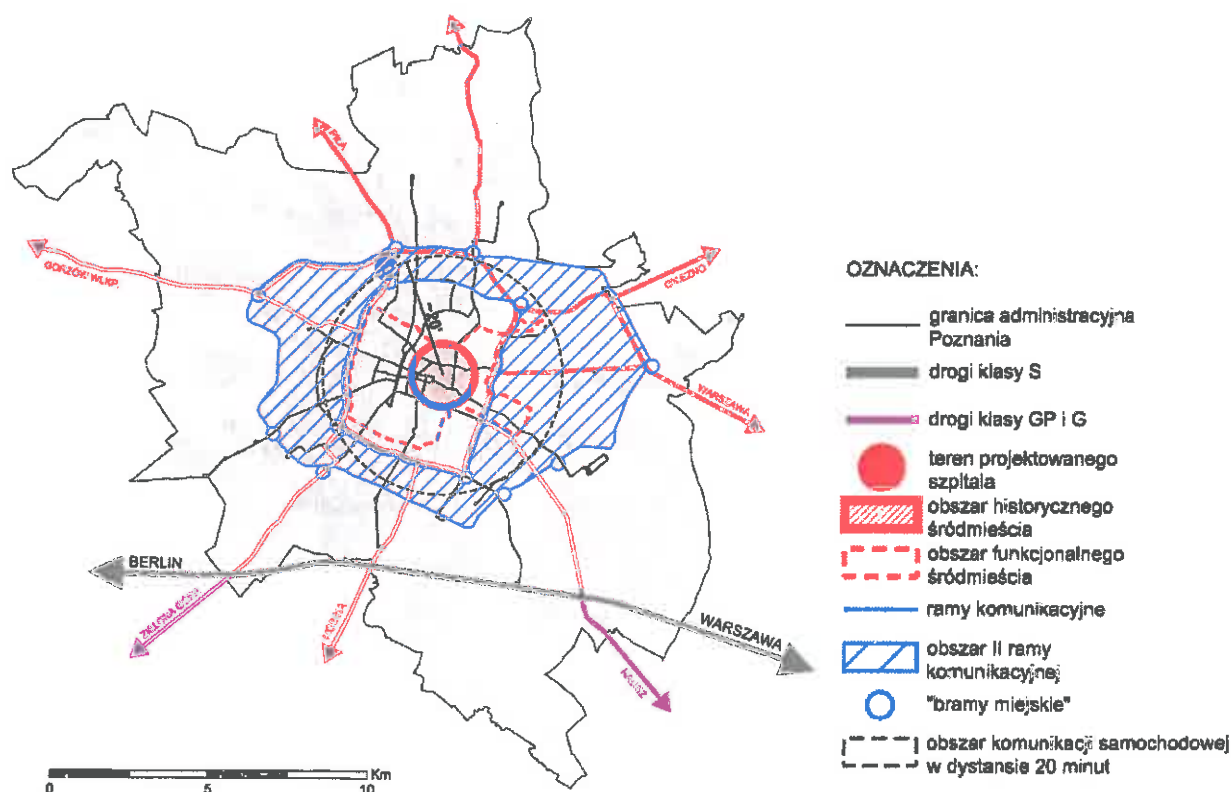 PIŁA
GORZÓW WLKP.
GNIEZNO
WARSZAWA
BERLIN
ZIELONA GÓRA
WARSZAWA
0 5 10
Km
OZNACZENIA:
granica administracyjna
Poznania
drogi klasy S
drogi klasy GP i G
teren projektowanego
szpitala
obszar historycznego
śródmieścia
obszar funkcjonalnego
śródmieścia
ramy komunikacyjne
obszar II ramy
komunikacyjnej
"bramy miejskie"
obszar komunikacji samochodowej
w dystansie 20 minut